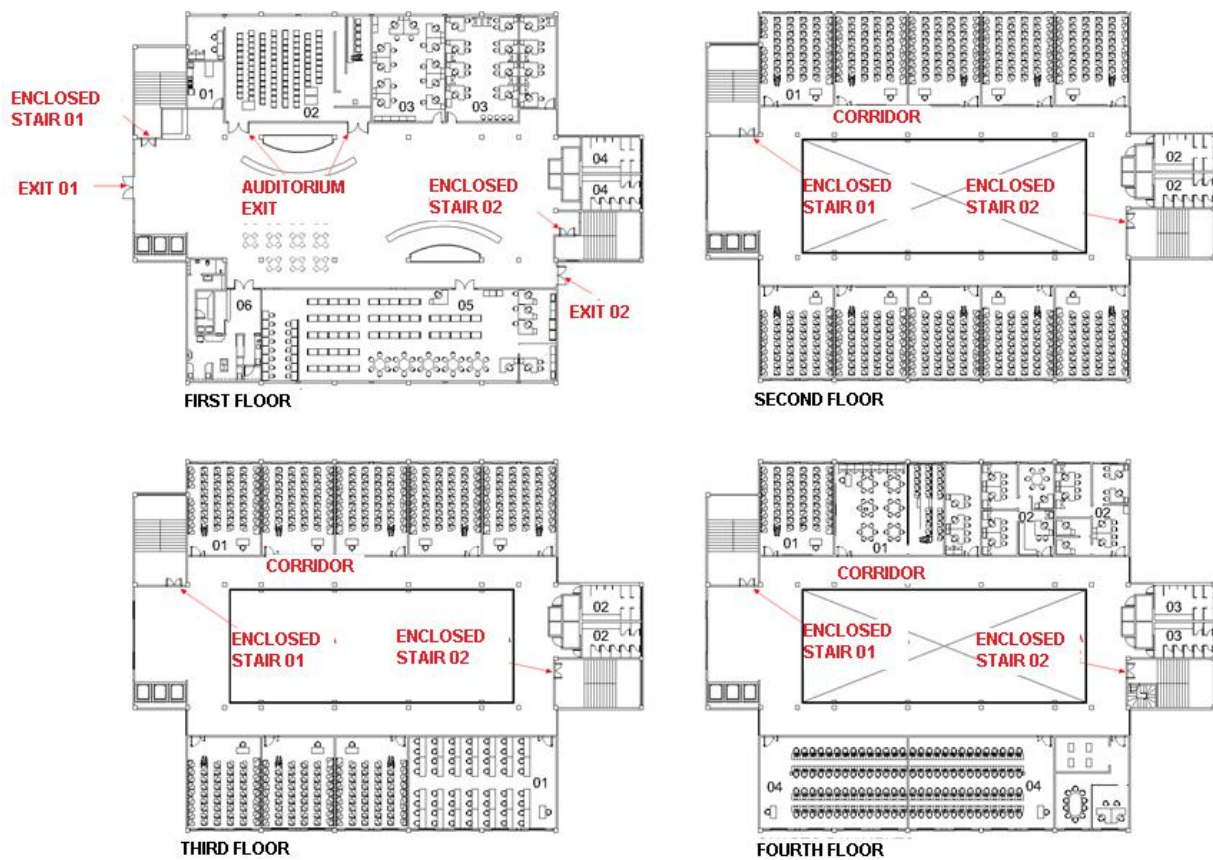 ENCLOSED
STAIR 01
EXIT 01
AUDITORIUM
EXIT
ENCLOSED
STAIR 02
EXIT 02
01
02
03
03
04
04
05
06
FIRST FLOOR
01
CORRIDOR
ENCLOSED
STAIR 01
ENCLOSED
STAIR 02
02
02
SECOND FLOOR
01
CORRIDOR
ENCLOSED
STAIR 01
ENCLOSED
STAIR 02
02
02
01
THIRD FLOOR
01
01
02
02
CORRIDOR
ENCLOSED
STAIR 01
ENCLOSED
STAIR 02
03
03
04
04
FOURTH FLOOR